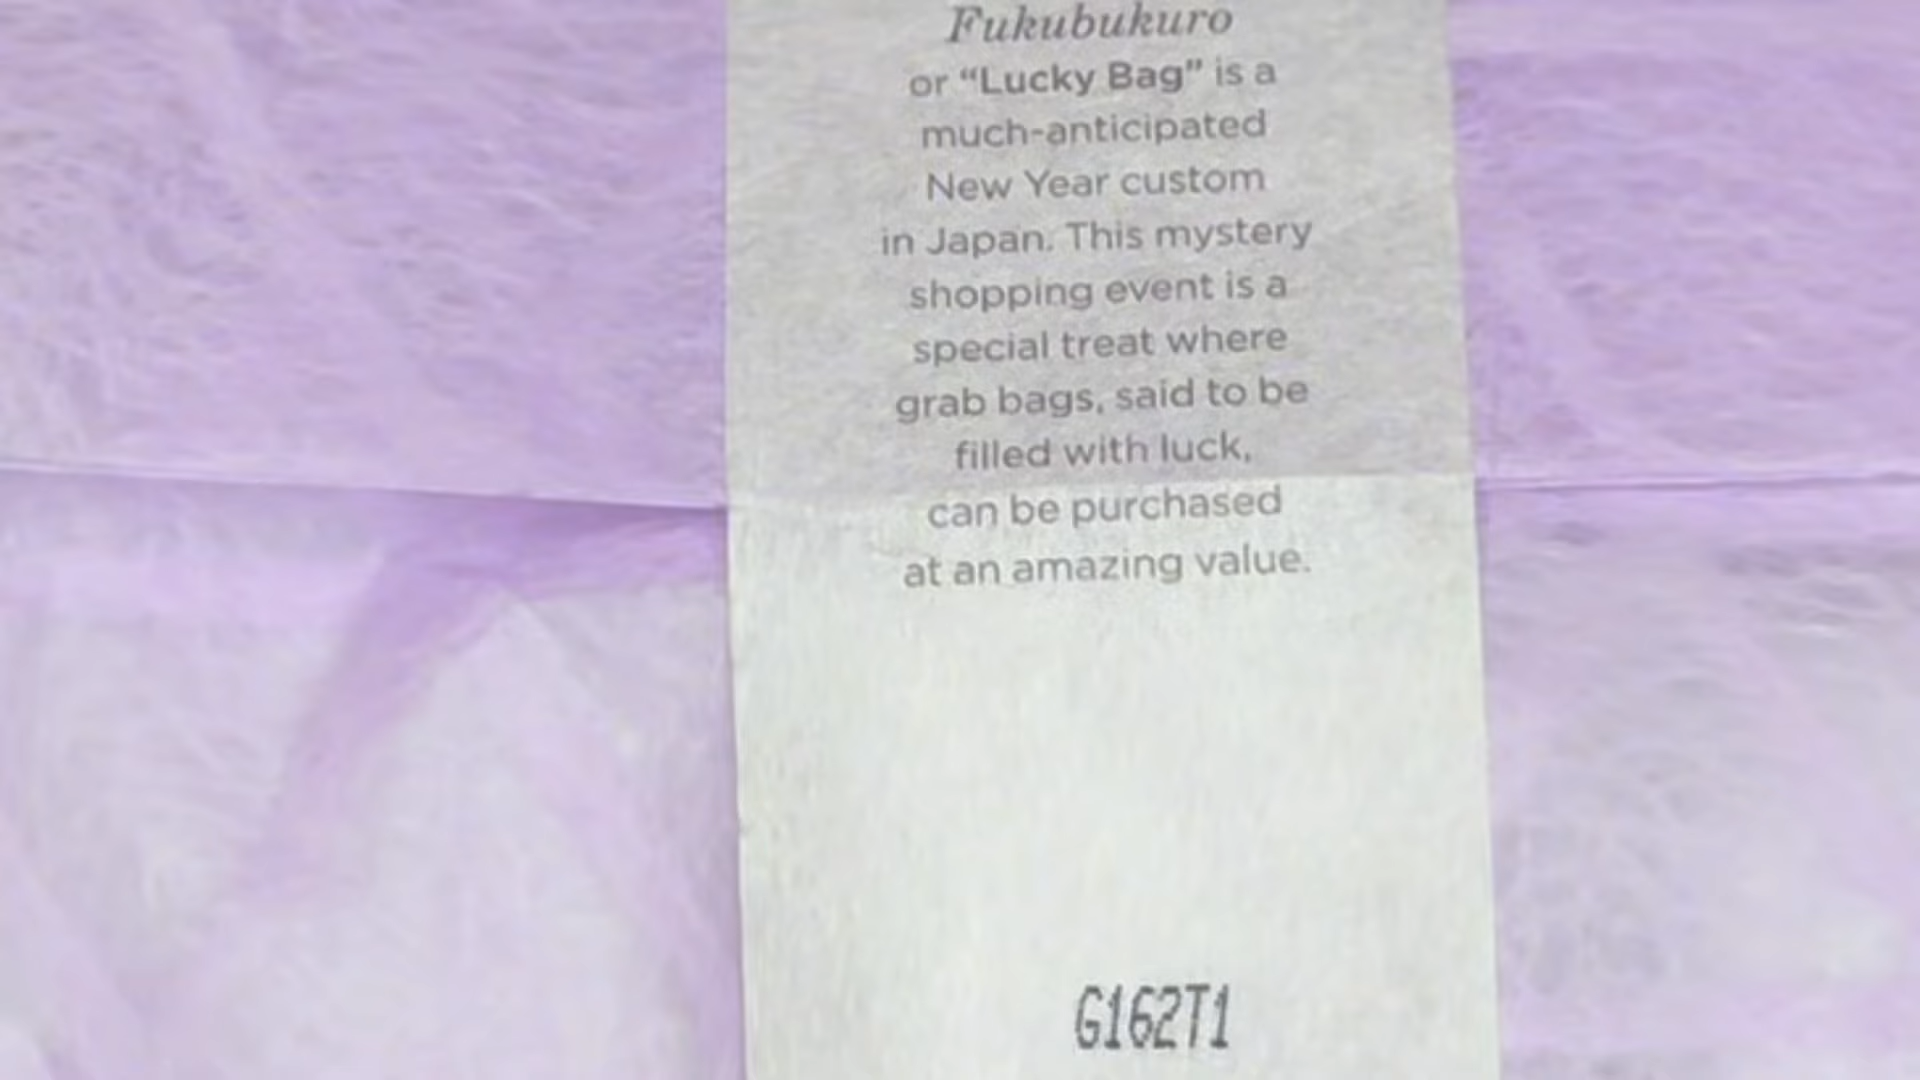 Fukubukuro
or “Lucky Bag” is a
much-anticipated
New Year custom
in Japan. This mystery
shopping event is a
special treat where
grab bags, said to be
filled with luck,
can be purchased
at an amazing value.
G162T1